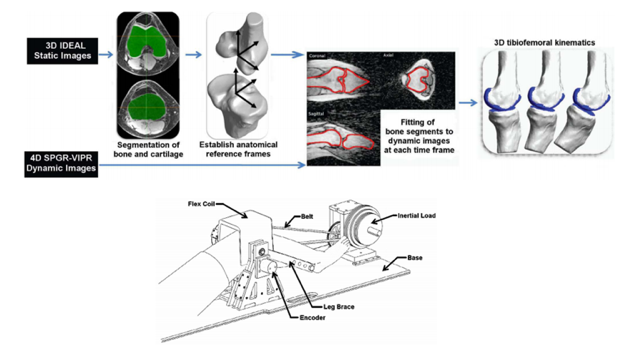 3D IDEAL
Static Images
4D SPGR-VIPR
Dynamic Images
Segmentation of
bone and cartilage
Establish anatomical
reference frames
Coronal
Axial
Sagittal
Fitting of
bone segments to
dynamic images
at each time frame
3D tibiofemoral kinematics
Flex Coil
Belt
Inertial Load
Base
Leg Brace
Encoder